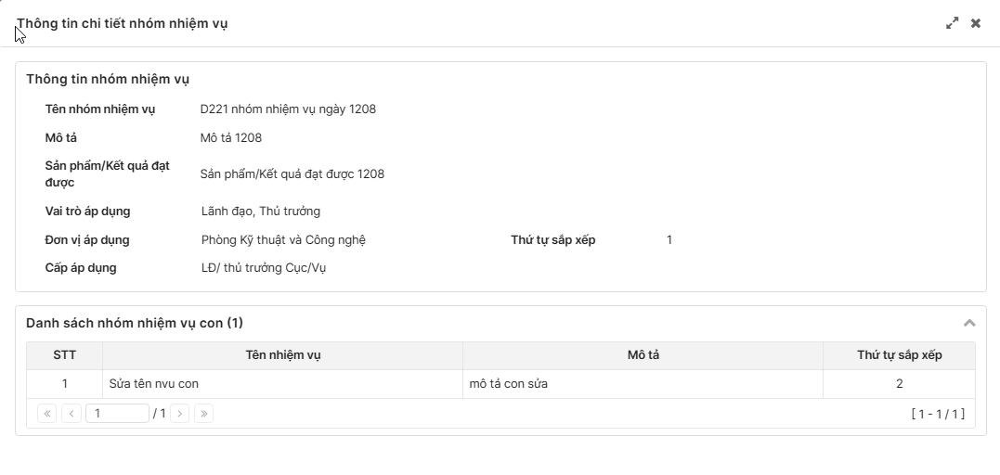 Thông tin chi tiết nhóm nhiệm vụ
Thông tin nhóm nhiệm vụ
Tên nhóm nhiệm vụ D221 nhóm nhiệm vụ ngày 1208
Mô tả Mô tả 1208
Sản phẩm/Kết quả đạt được Sản phẩm/Kết quả đạt được 1208
Vai trò áp dụng Lãnh đạo, Thủ trưởng
Đơn vị áp dụng Phòng Kỹ thuật và Công nghệ Thứ tự sắp xếp 1
Cấp áp dụng LĐ/ thủ trưởng Cục/Vụ
Danh sách nhóm nhiệm vụ con (1)
STT Tên nhiệm vụ Mô tả Thứ tự sắp xếp
1 Sửa tên nvu con mô tả con sửa 2
« ‹ 1 / 1 › » [ 1 - 1 / 1 ]